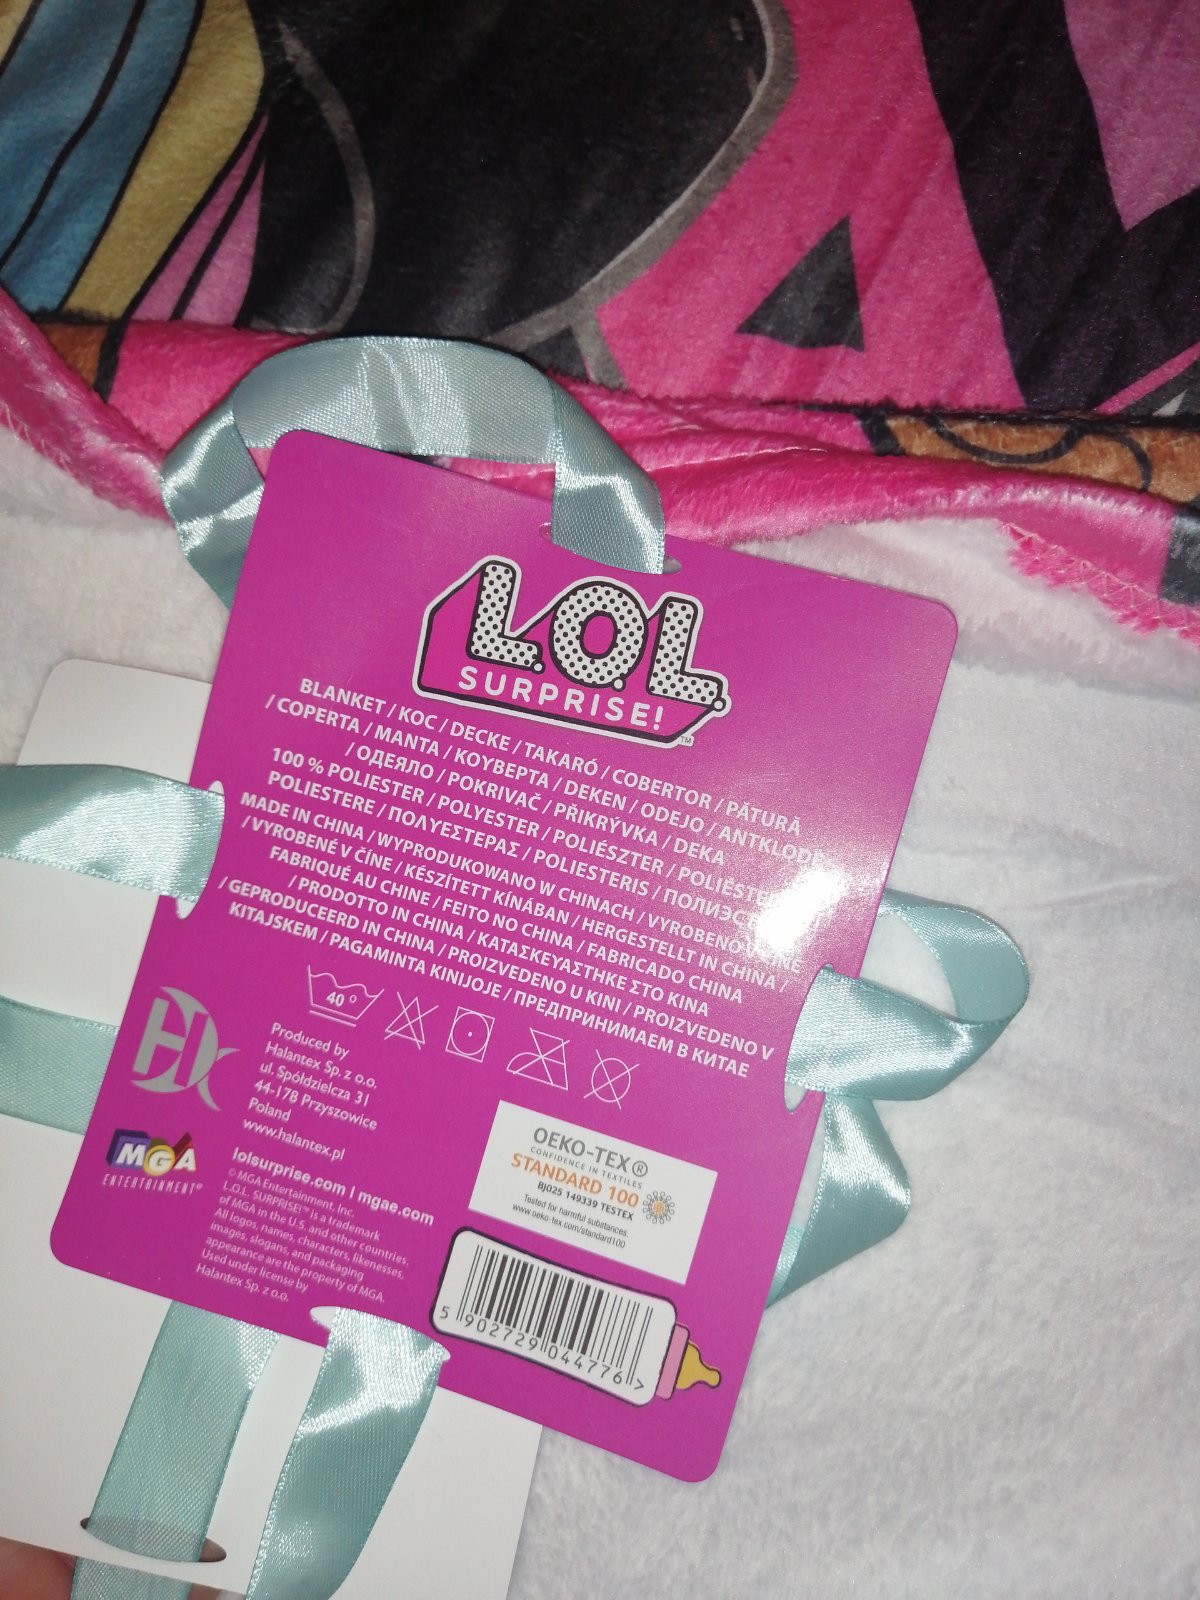 L.O.L.
SURPRISE!™
BLANKET / KOC / DECKE / TAKARÓ / COBERTOR / PĂTURĂ
/ COPERTA / MANTA / ΚΟΥΒΕΡΤΑ / DEKEN / ODEJO / ANTKLODĖ
/ ОДЕЯЛО / POKRIVAČ / PŘIKRÝVKA / DEKA
100 % POLIESTER / POLYESTER / POLIÉSZTER / POLIÉSTER
POLIESTERE / ΠΟΛΥΕΣΤΕΡΑΣ / POLIESTERIS /
MADE IN CHINA / WYPRODUKOWANO W CHINACH / VYROBENO V ČÍNE
/ VYROBENÉ V ČÍNE / KÉSZÍTETT KÍNÁBAN / HERGESTELLT IN CHINA /
FABRIQUÉ AU CHINE / FEITO NO CHINA / FABRICADO CHINA
/ PRODOTTO IN CHINA / ΚΑΤΑΣΚΕΥΑΣΤΗΚΕ ΣΤΟ ΚΙΝΑ
/ GEPRODUCEERD IN CHINA / PROIZVEDENO U KINI / PROIZVEDENO V
KITAJSKEM / PAGAMINTA KINIJOJE / ПРЕДПРИНИМАЕМ В КИТАЕ
40°
Produced by
Halantex Sp. z o.o.
ul. Spółdzielcza 31
44-178 Przyszowice
Poland
www.halantex.pl
MGA
ENTERTAINMENT®
lolsurprise.com I mgae.com
© MGA Entertainment, Inc.
L.O.L. SURPRISE!™ is a trademark
of MGA in the U.S. and other countries.
All logos, names, characters, likenesses,
images, slogans, and packaging
appearance are the property of MGA.
Used under license by
Halantex Sp. z o.o.
OEKO-TEX®
CONFIDENCE IN TEXTILES
STANDARD 100
BJ025 149339 TESTEX
Tested for harmful substances.
www.oeko-tex.com/standard100
5 902729 044776 >